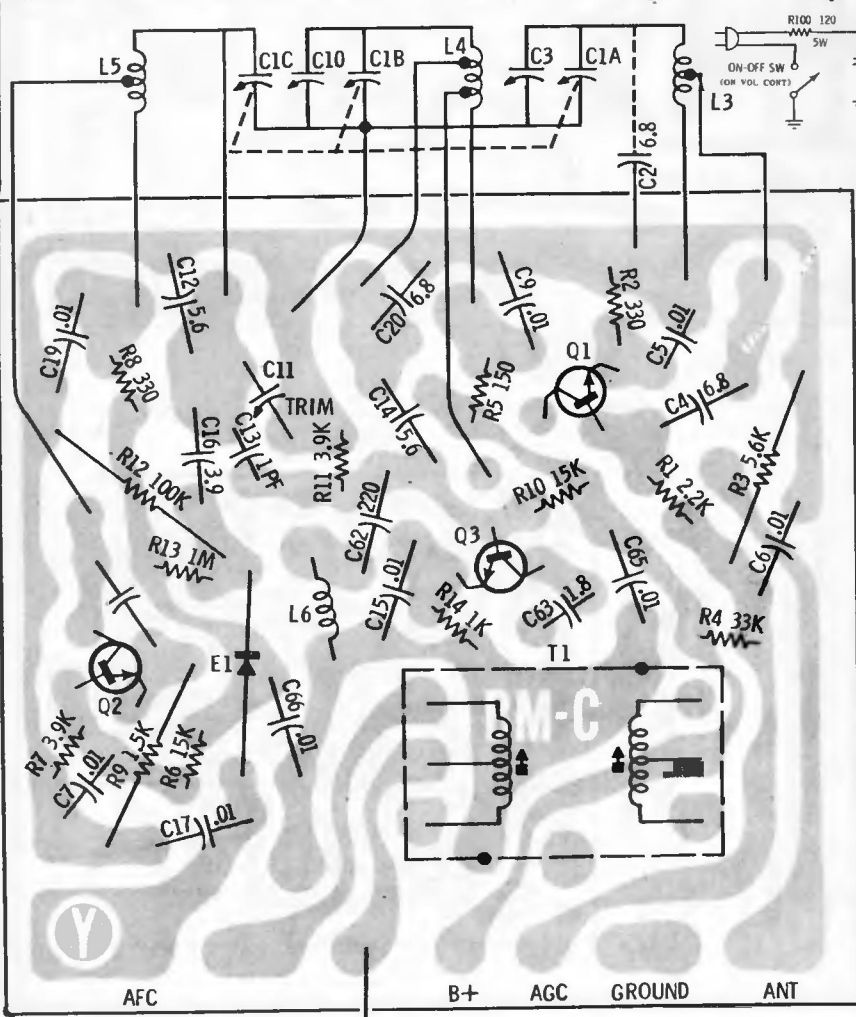 R100 120
5W
ON-OFF SW
(ON VOL CONT)
L5
C1C
C10
C1B
L4
C3
C1A
L3
C2 6.8
C12 5.6
C19 .01
R8 330
C11
TRIM
C20 6.8
C9 .01
R2 330
C5 .01
Q1
R5 150
C4 6.8
C14 5.6
R12 100K
C16 3.9
C13 1PF
R11 3.9K
R10 15K
R1 2.2K
R3 5.6K
C62 220
R13 1M
Q3
C65 .01
C6 .01
L6
C15 .01
R14 1K
C63 1.8
R4 33K
E1
T1
Q2
C66 .01
M-C
R7 3.9K
C7 .01
R9 1.5K
R6 15K
C17 .01
Y
AFC
B+
AGC
GROUND
ANT